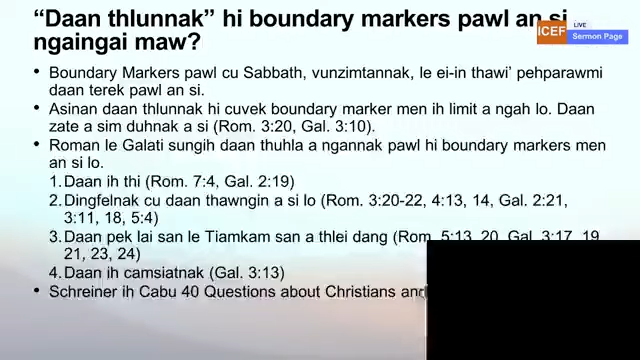 “Daan thlunnak” hi boundary markers pawl an si
ngaingai maw?
ICEF
LIVE
Sermon Page
• Boundary Markers pawl cu Sabbath, vunzimtannak, le ei-in thawi’ pehparawmi
daan terek pawl an si.
• Asinan daan thlunnak hi cuvek boundary marker men ih limit a ngah lo. Daan
zate a sim duhnak a si (Rom. 3:20, Gal. 3:10).
• Roman le Galati sungih daan thuhla a ngannak pawl hi boundary markers men
an si lo.
1. Daan ih thi (Rom. 7:4, Gal. 2:19)
2. Dingfelnak cu daan thawngin a si lo (Rom. 3:20-22, 4:13, 14, Gal. 2:21,
3:11, 18, 5:4)
3. Daan pek lai san le Tiamkam san a thlei dang (Rom. 5:13, 20, Gal. 3:17, 19,
21, 23, 24)
4. Daan ih camsiatnak (Gal. 3:13)
• Schreiner ih Cabu 40 Questions about Christians and